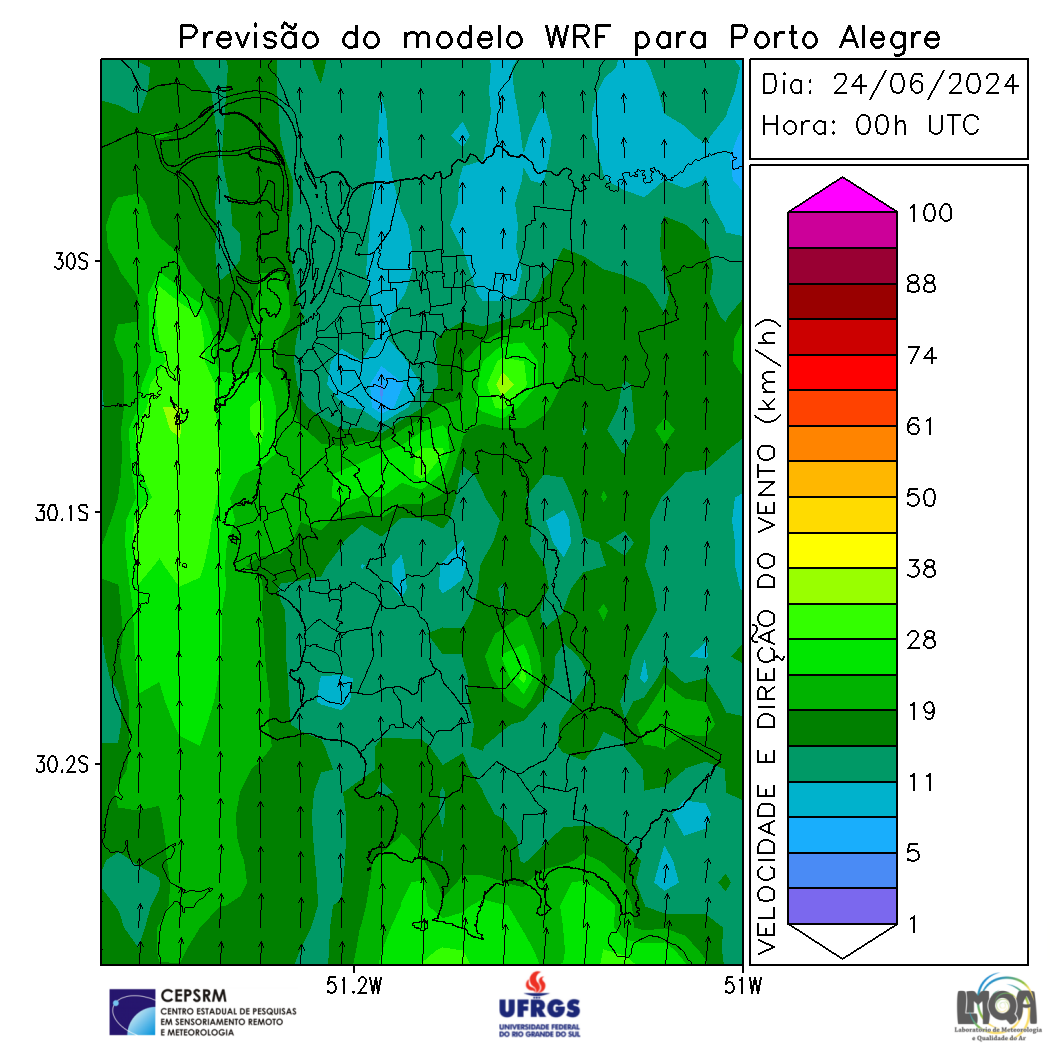 Previsão do modelo WRF para Porto Alegre
Dia: 24/06/2024
Hora: 00h UTC
30S
30.1S
30.2S
51.2W
51W
VELOCIDADE E DIREÇÃO DO VENTO (km/h)
100
88
74
61
50
38
28
19
11
5
1
CEPSRM
CENTRO ESTADUAL DE PESQUISAS
EM SENSORIAMENTO REMOTO
E METEOROLOGIA
UFRGS
UNIVERSIDADE FEDERAL
DO RIO GRANDE DO SUL
LMQA
Laboratório de Meteorologia
e Qualidade do Ar